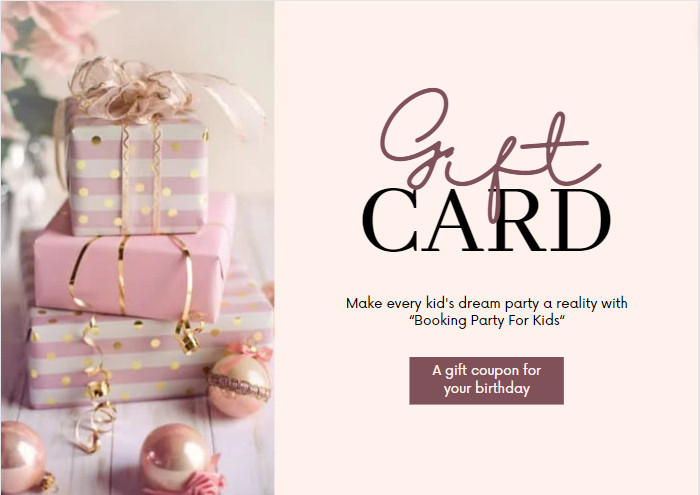 Gift
CARD
Make every kid's dream party a reality with
“Booking Party For Kids“
A gift coupon for
your birthday